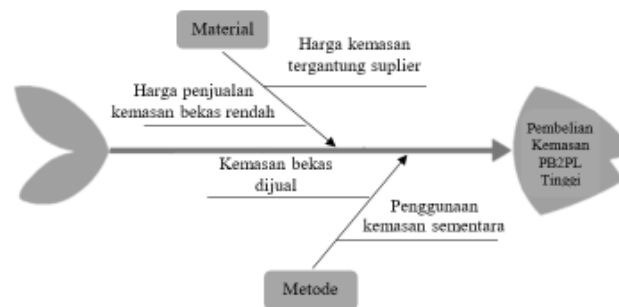 Material
Harga kemasan
tergantung suplier
Harga penjualan
kemasan bekas rendah
Pembelian
Kemasan
PB2PL
Tinggi
Kemasan bekas
dijual
Penggunaan
kemasan sementara
Metode